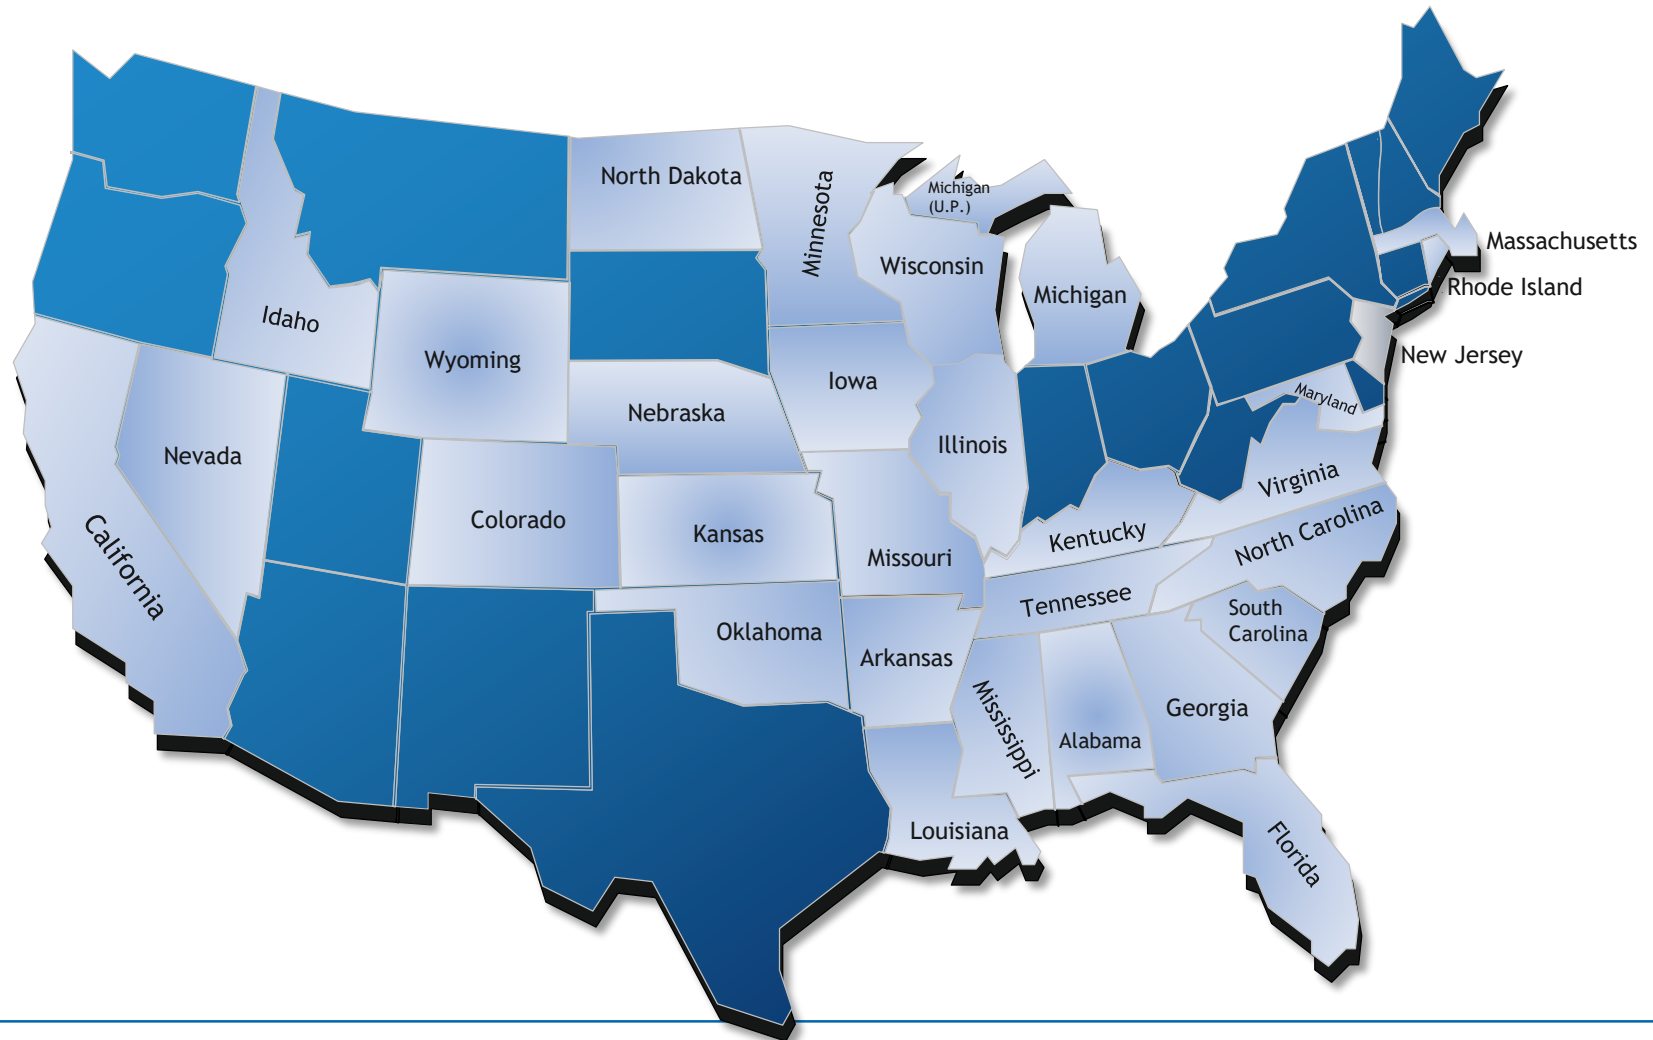 North Dakota
Minnesota
Michigan
(U.P.)
Massachusetts
Wisconsin
Rhode Island
Michigan
Idaho
Wyoming
New Jersey
Iowa
Maryland
Nebraska
Illinois
Nevada
Virginia
Colorado
Kansas
North Carolina
Kentucky
Missouri
California
Tennessee
South
Carolina
Oklahoma
Arkansas
Georgia
Mississippi
Alabama
Louisiana
Florida